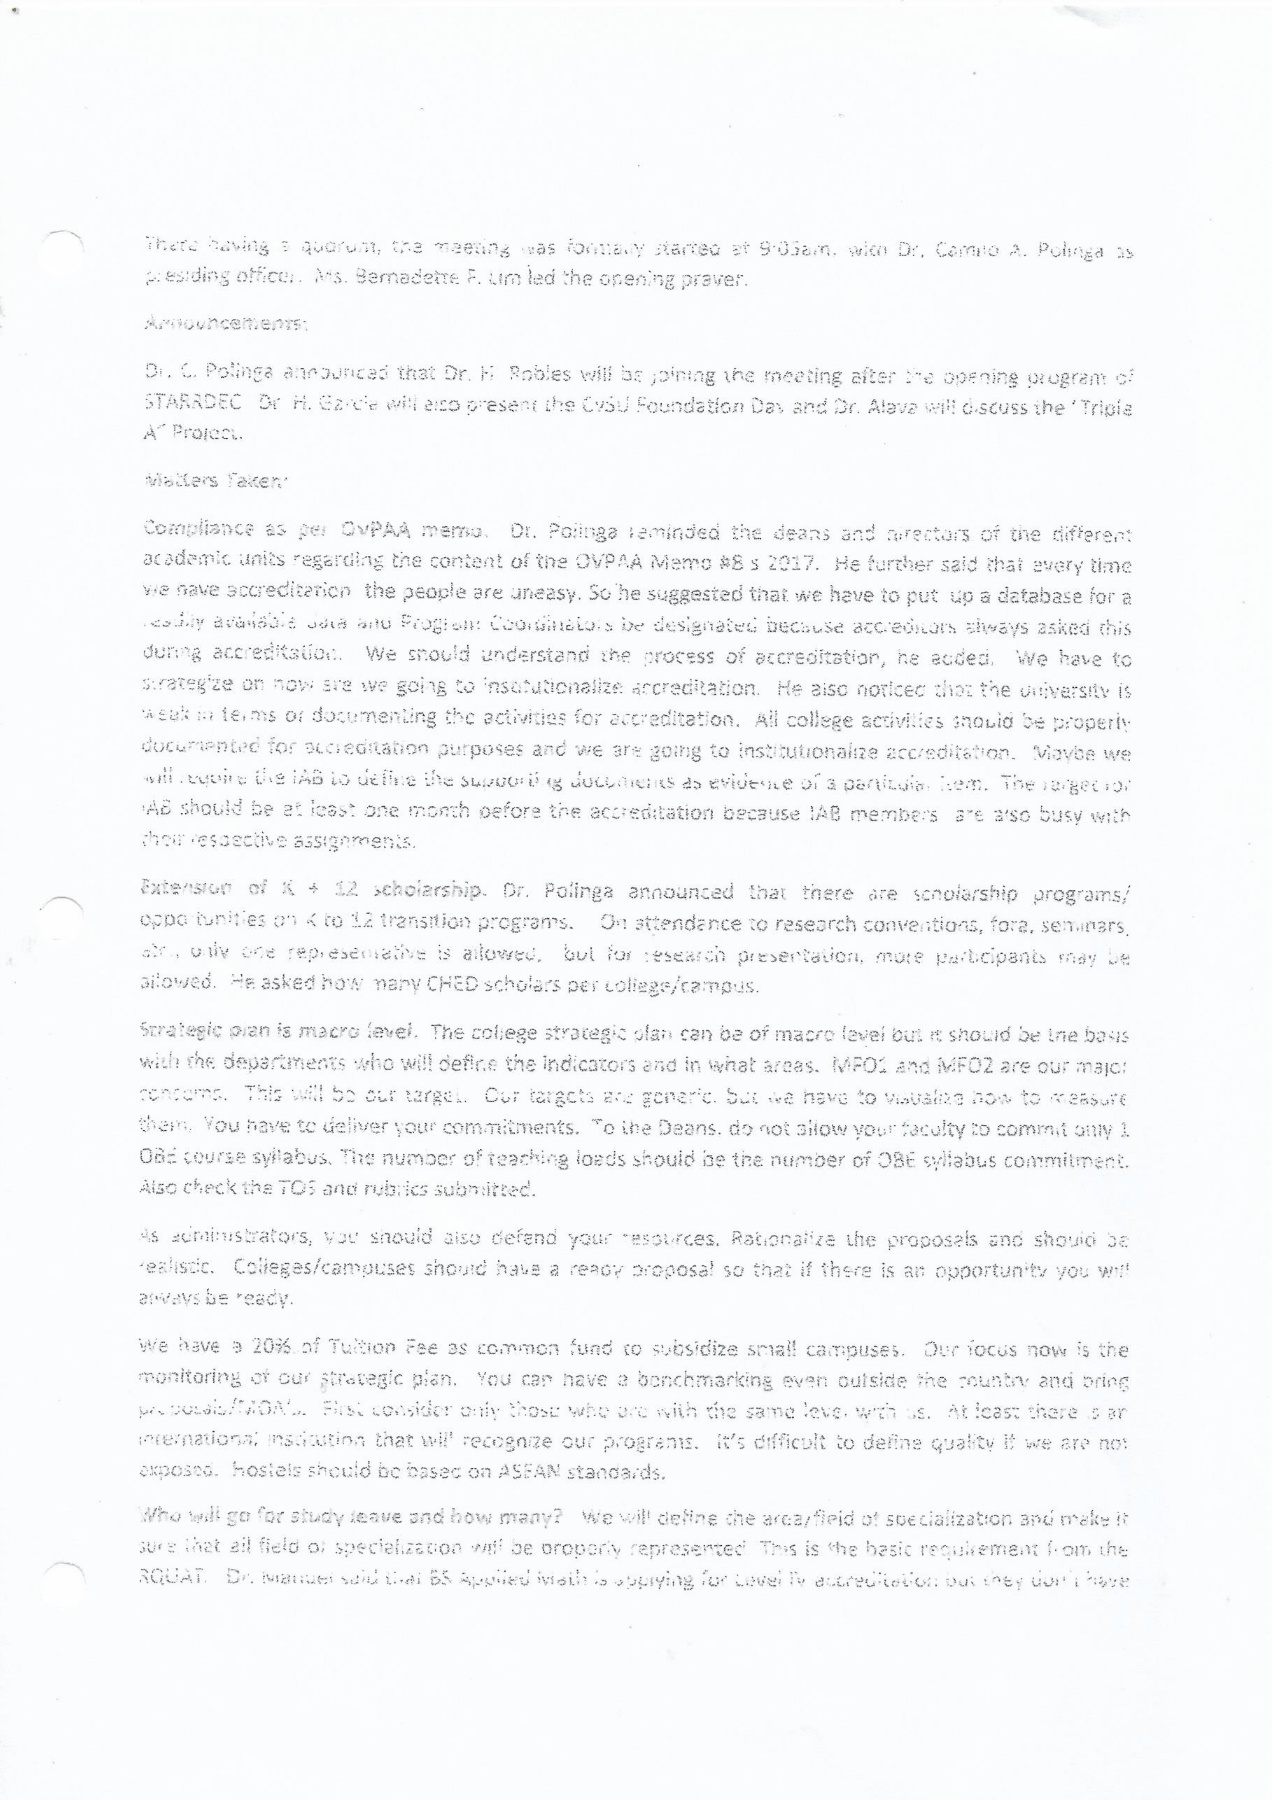 There having a quorum, the meeting was formally started at 9:05am. with Dr. Camilo A. Polinga as
presiding officer. Ms. Bernadette F. Lim led the opening prayer.
Announcements:
Dr. C. Polinga announced that Dr. H. Robles will be joining the meeting after the opening program of
STARRDEC Dr. H. Garcia will also present the CvSU Foundation Day and Dr. Alava will discuss the "Triple
A" Project.
Matters Taken:
Compliance as per OVPAA memo. Dr. Polinga reminded the deans and directors of the different
academic units regarding the content of the OVPAA Memo #8 s 2017. He further said that every time
we have accreditation the people are uneasy. So he suggested that we have to put up a database for a
readily available data and Program Coordinators be designated because accreditors always asked this
during accreditation. We should understand the process of accreditation, he added. We have to
strategize on how are we going to institutionalize accreditation. He also noticed that the university is
weak in terms of documenting the activities for accreditation. All college activities should be properly
documented for accreditation purposes and we are going to institutionalize accreditation. Maybe we
will require the IAB to define the supporting documents as evidence of a particular item. The target for
IAB should be at least one month before the accreditation because IAB members are also busy with
their respective assignments.
Extension of K + 12 scholarship. Dr. Polinga announced that there are scholarship programs/
opportunities on K to 12 transition programs. On attendance to research conventions, fora, seminars,
etc., only one representative is allowed, but for research presentation, more participants may be
allowed. He asked how many CHED scholars per college/campus.
Strategic plan is macro level. The college strategic plan can be of macro level but it should be the basis
with the departments who will define the indicators and in what areas. MFO1 and MFO2 are our major
concerns. This will be our target. Our targets are generic, but we have to visualize how to measure
them. You have to deliver your commitments. To the Deans, do not allow your faculty to commit only 1
OBE course syllabus. The number of teaching loads should be the number of OBE syllabus commitment.
Also check the TOS and rubrics submitted.
As administrators, you should also defend your resources. Rationalize the proposals and should be
realistic. Colleges/campuses should have a ready proposal so that if there is an opportunity you will
always be ready.
We have a 20% of Tuition Fee as common fund to subsidize small campuses. Our focus now is the
monitoring of our strategic plan. You can have a benchmarking even outside the country and bring
proposals/MOA's. First consider only those who are with the same level with us. At least there is an
international institution that will recognize our programs. It's difficult to define quality if we are not
exposed. Hostels should be based on ASEAN standards.
Who will go for study leave and how many? We will define the area/field of specialization and make it
sure that all field of specialization will be properly represented. This is the basic requirement from the
RQUAT. Dr. Manuel said that BS Applied Math is applying for Level IV accreditation but they don't have